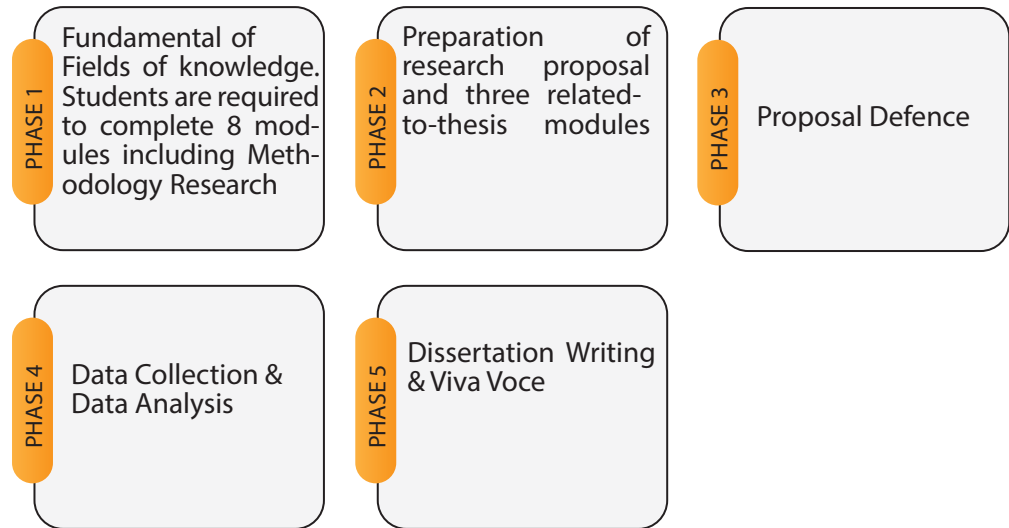 PHASE 1
Fundamental of
Fields of knowledge.
Students are required
to complete 8 mod-
ules including Meth-
odology Research
PHASE 2
Preparation of
research proposal
and three related-
to-thesis modules
PHASE 3
Proposal Defence
PHASE 4
Data Collection &
Data Analysis
PHASE 5
Dissertation Writing
& Viva Voce